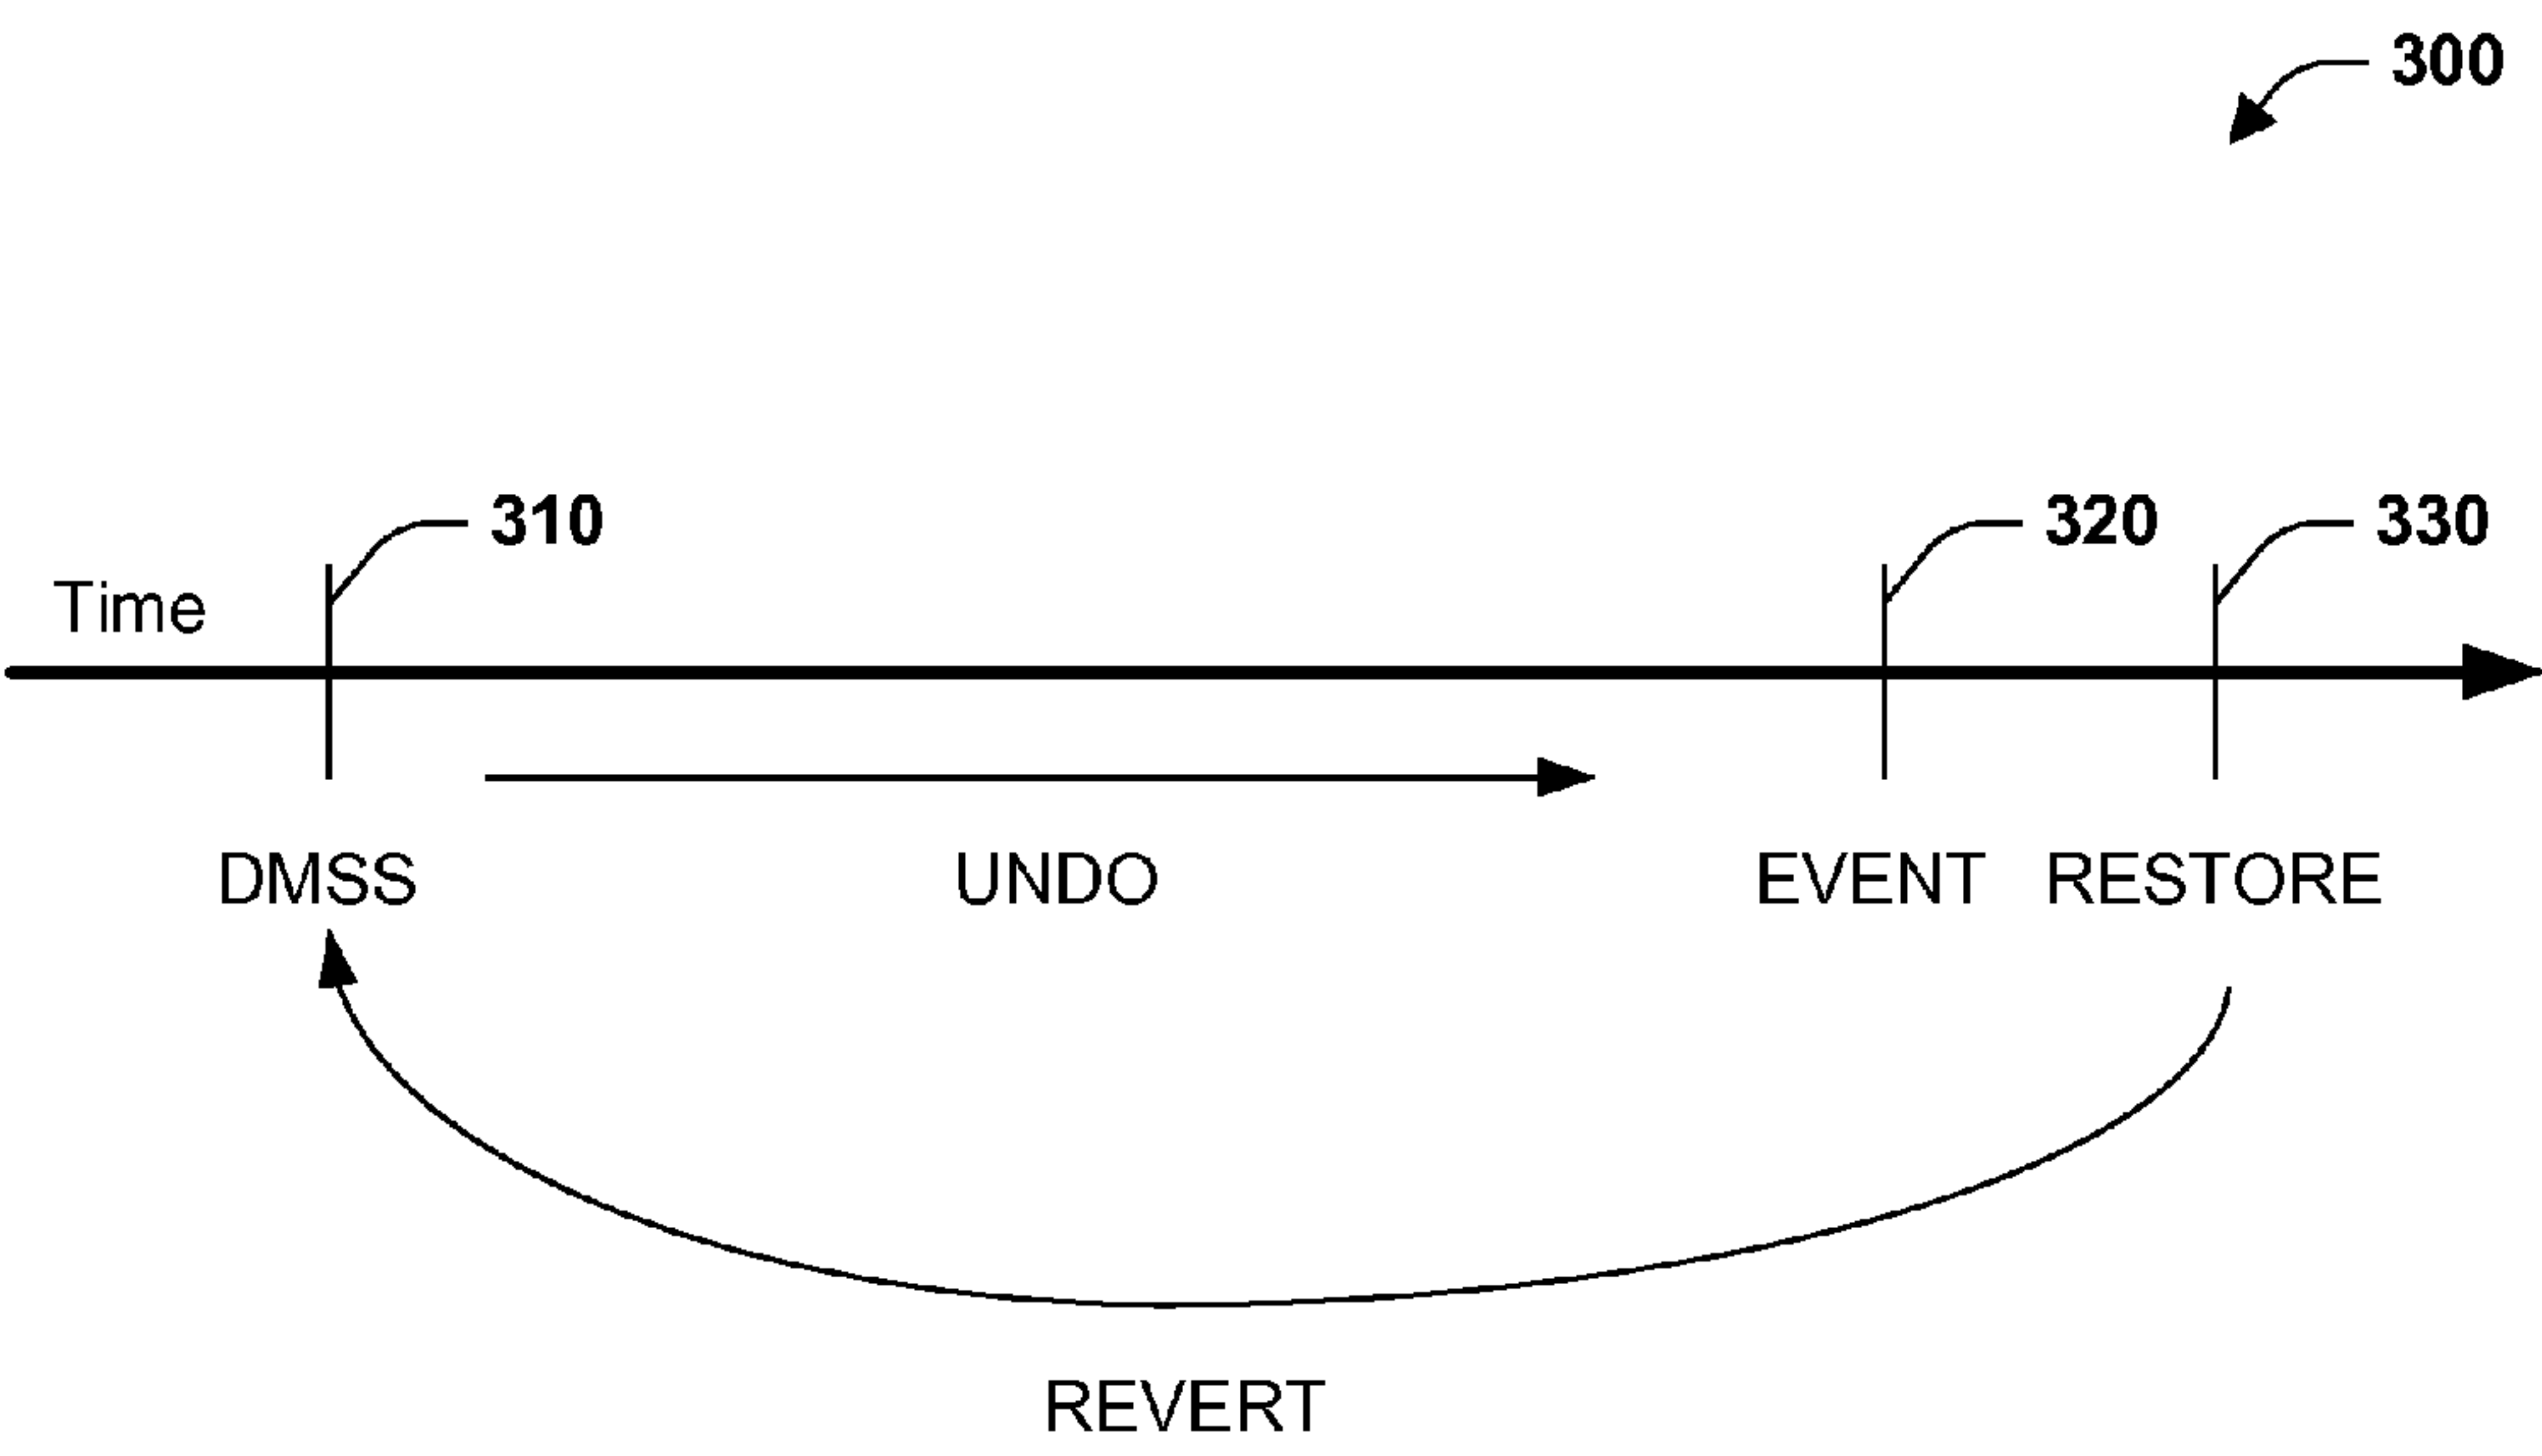 300
310
320
330
Time
DMSS
UNDO
EVENT
RESTORE
REVERT